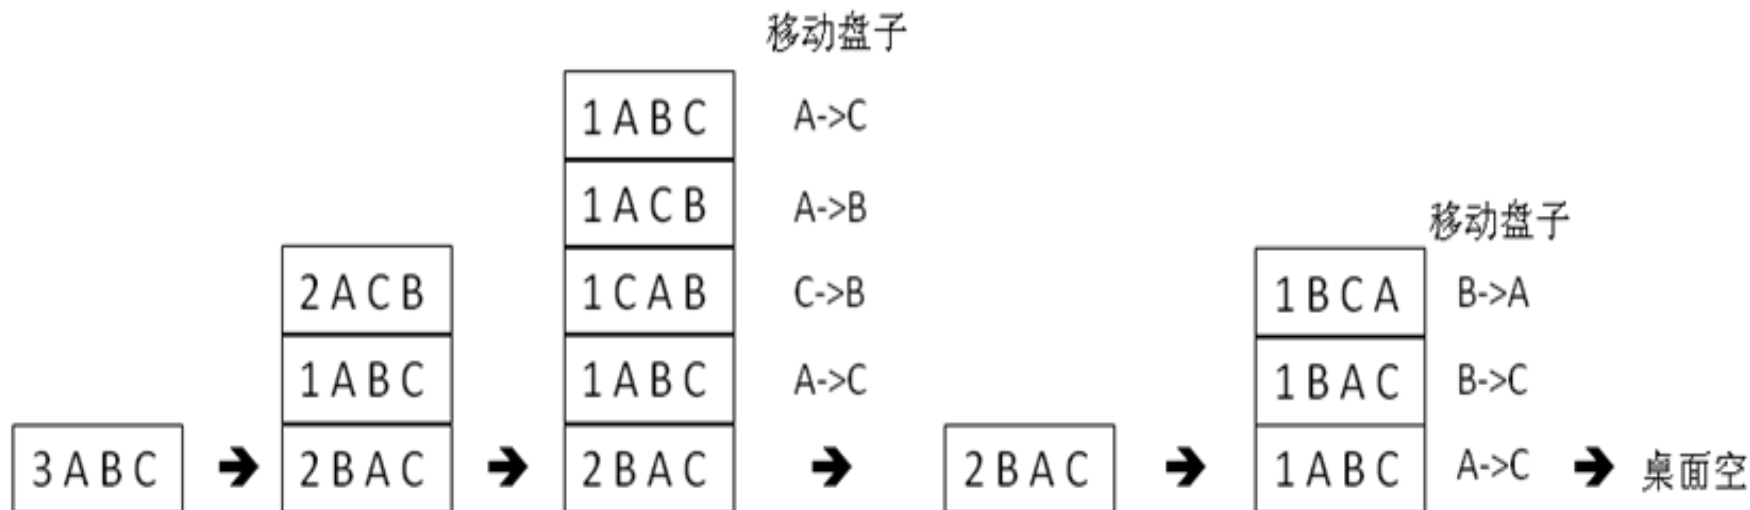 移动盘子
1 A B C A->C
1 A C B A->B
移动盘子
2 A C B 1 C A B C->B 1 B C A B->A
1 A B C 1 A B C A->C 1 B A C B->C
3 A B C 2 B A C 2 B A C 2 B A C 1 A B C A->C 桌面空